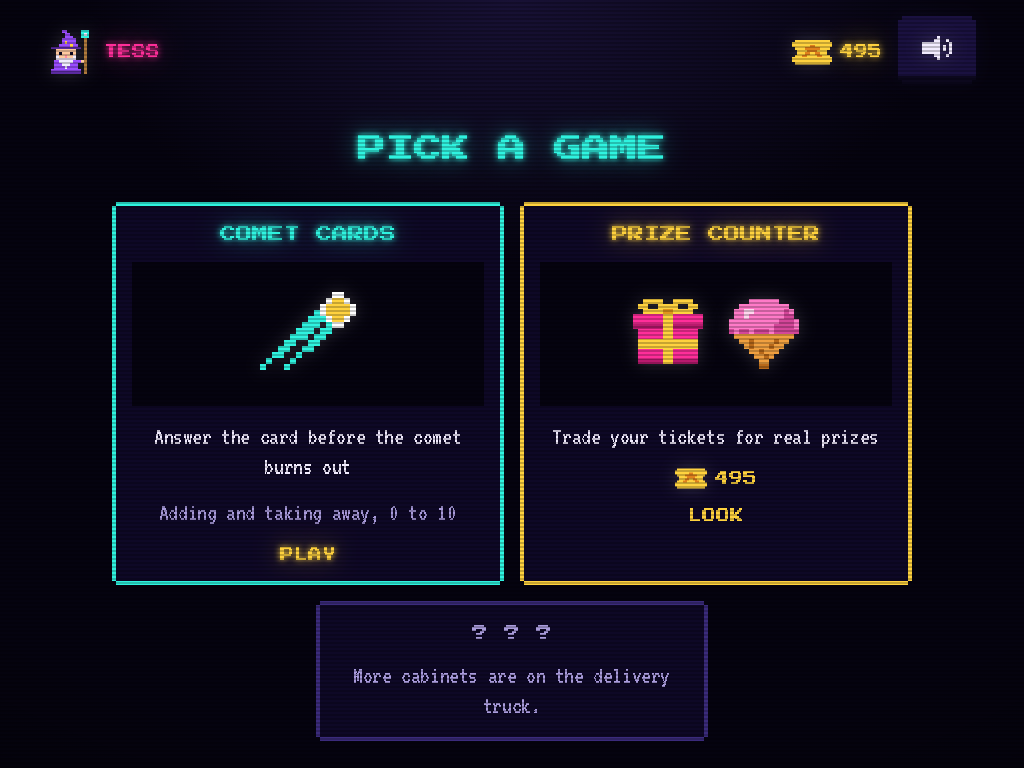 TESS
495
PICK A GAME
COMET CARDS
Answer the card before the comet
burns out
Adding and taking away, 0 to 10
PLAY
PRIZE COUNTER
Trade your tickets for real prizes
495
LOOK
? ? ?
More cabinets are on the delivery
truck.